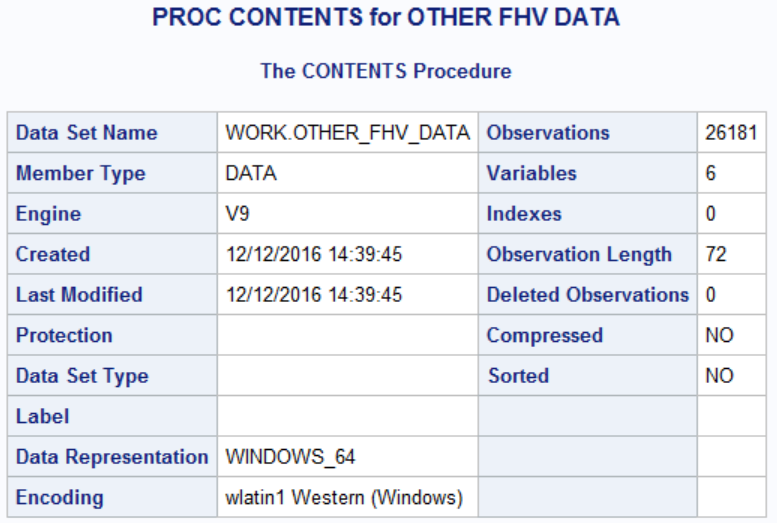 PROC CONTENTS for OTHER FHV DATA
The CONTENTS Procedure
Data Set Name WORK.OTHER_FHV_DATA Observations 26181
Member Type DATA Variables 6
Engine V9 Indexes 0
Created 12/12/2016 14:39:45 Observation Length 72
Last Modified 12/12/2016 14:39:45 Deleted Observations 0
Protection Compressed NO
Data Set Type Sorted NO
Label
Data Representation WINDOWS_64
Encoding wlatin1 Western (Windows)